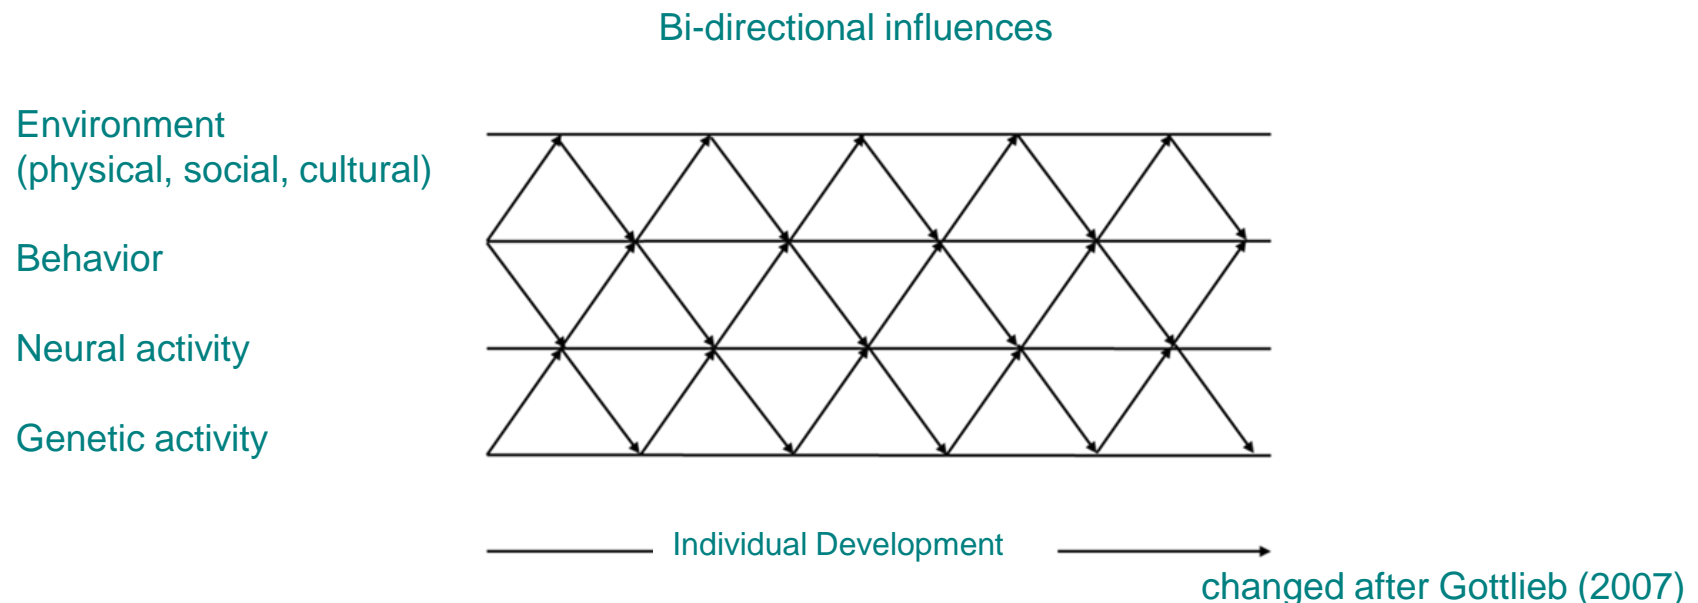 Bi-directional influences
Environment
(physical, social, cultural)
Behavior
Neural activity
Genetic activity
Individual Development
changed after Gottlieb (2007)